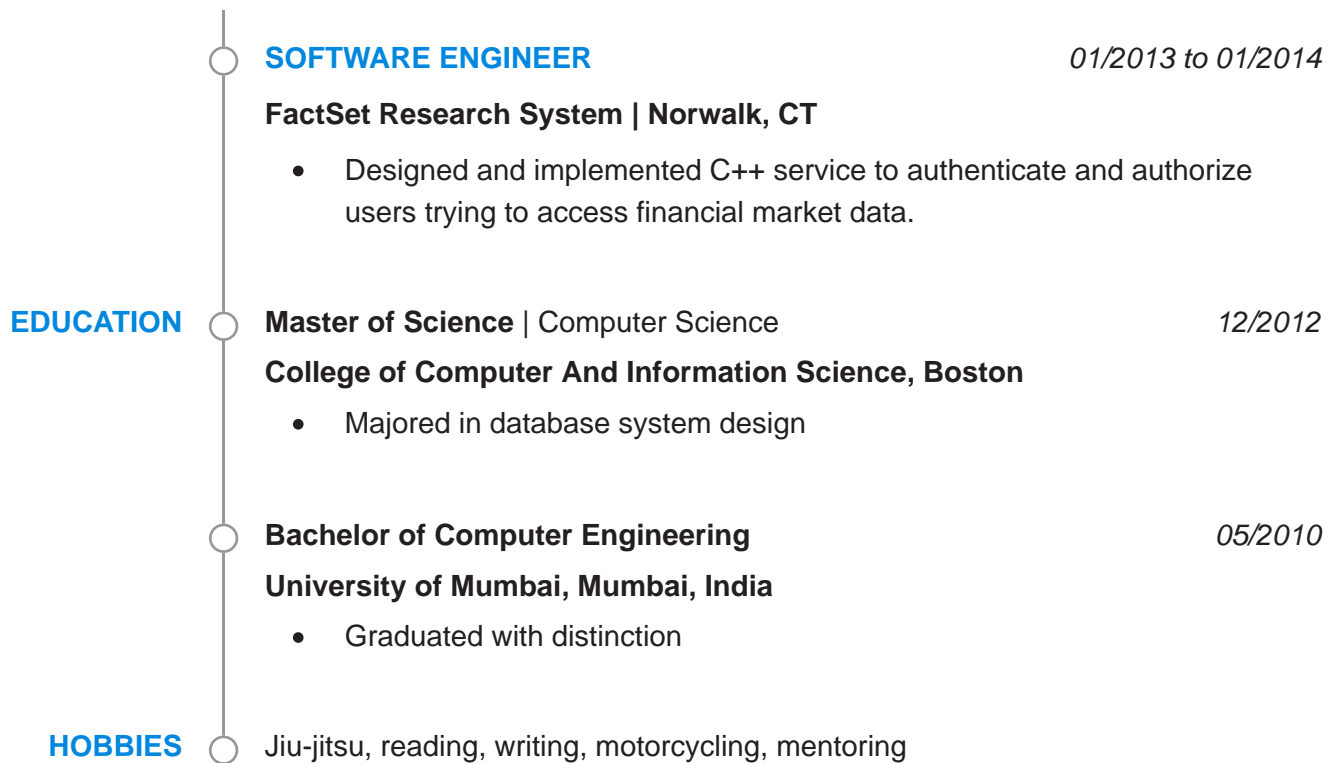 SOFTWARE ENGINEER 01/2013 to 01/2014
FactSet Research System | Norwalk, CT
• Designed and implemented C++ service to authenticate and authorize
users trying to access financial market data.
EDUCATION Master of Science | Computer Science 12/2012
College of Computer And Information Science, Boston
• Majored in database system design
Bachelor of Computer Engineering 05/2010
University of Mumbai, Mumbai, India
• Graduated with distinction
HOBBIES Jiu-jitsu, reading, writing, motorcycling, mentoring